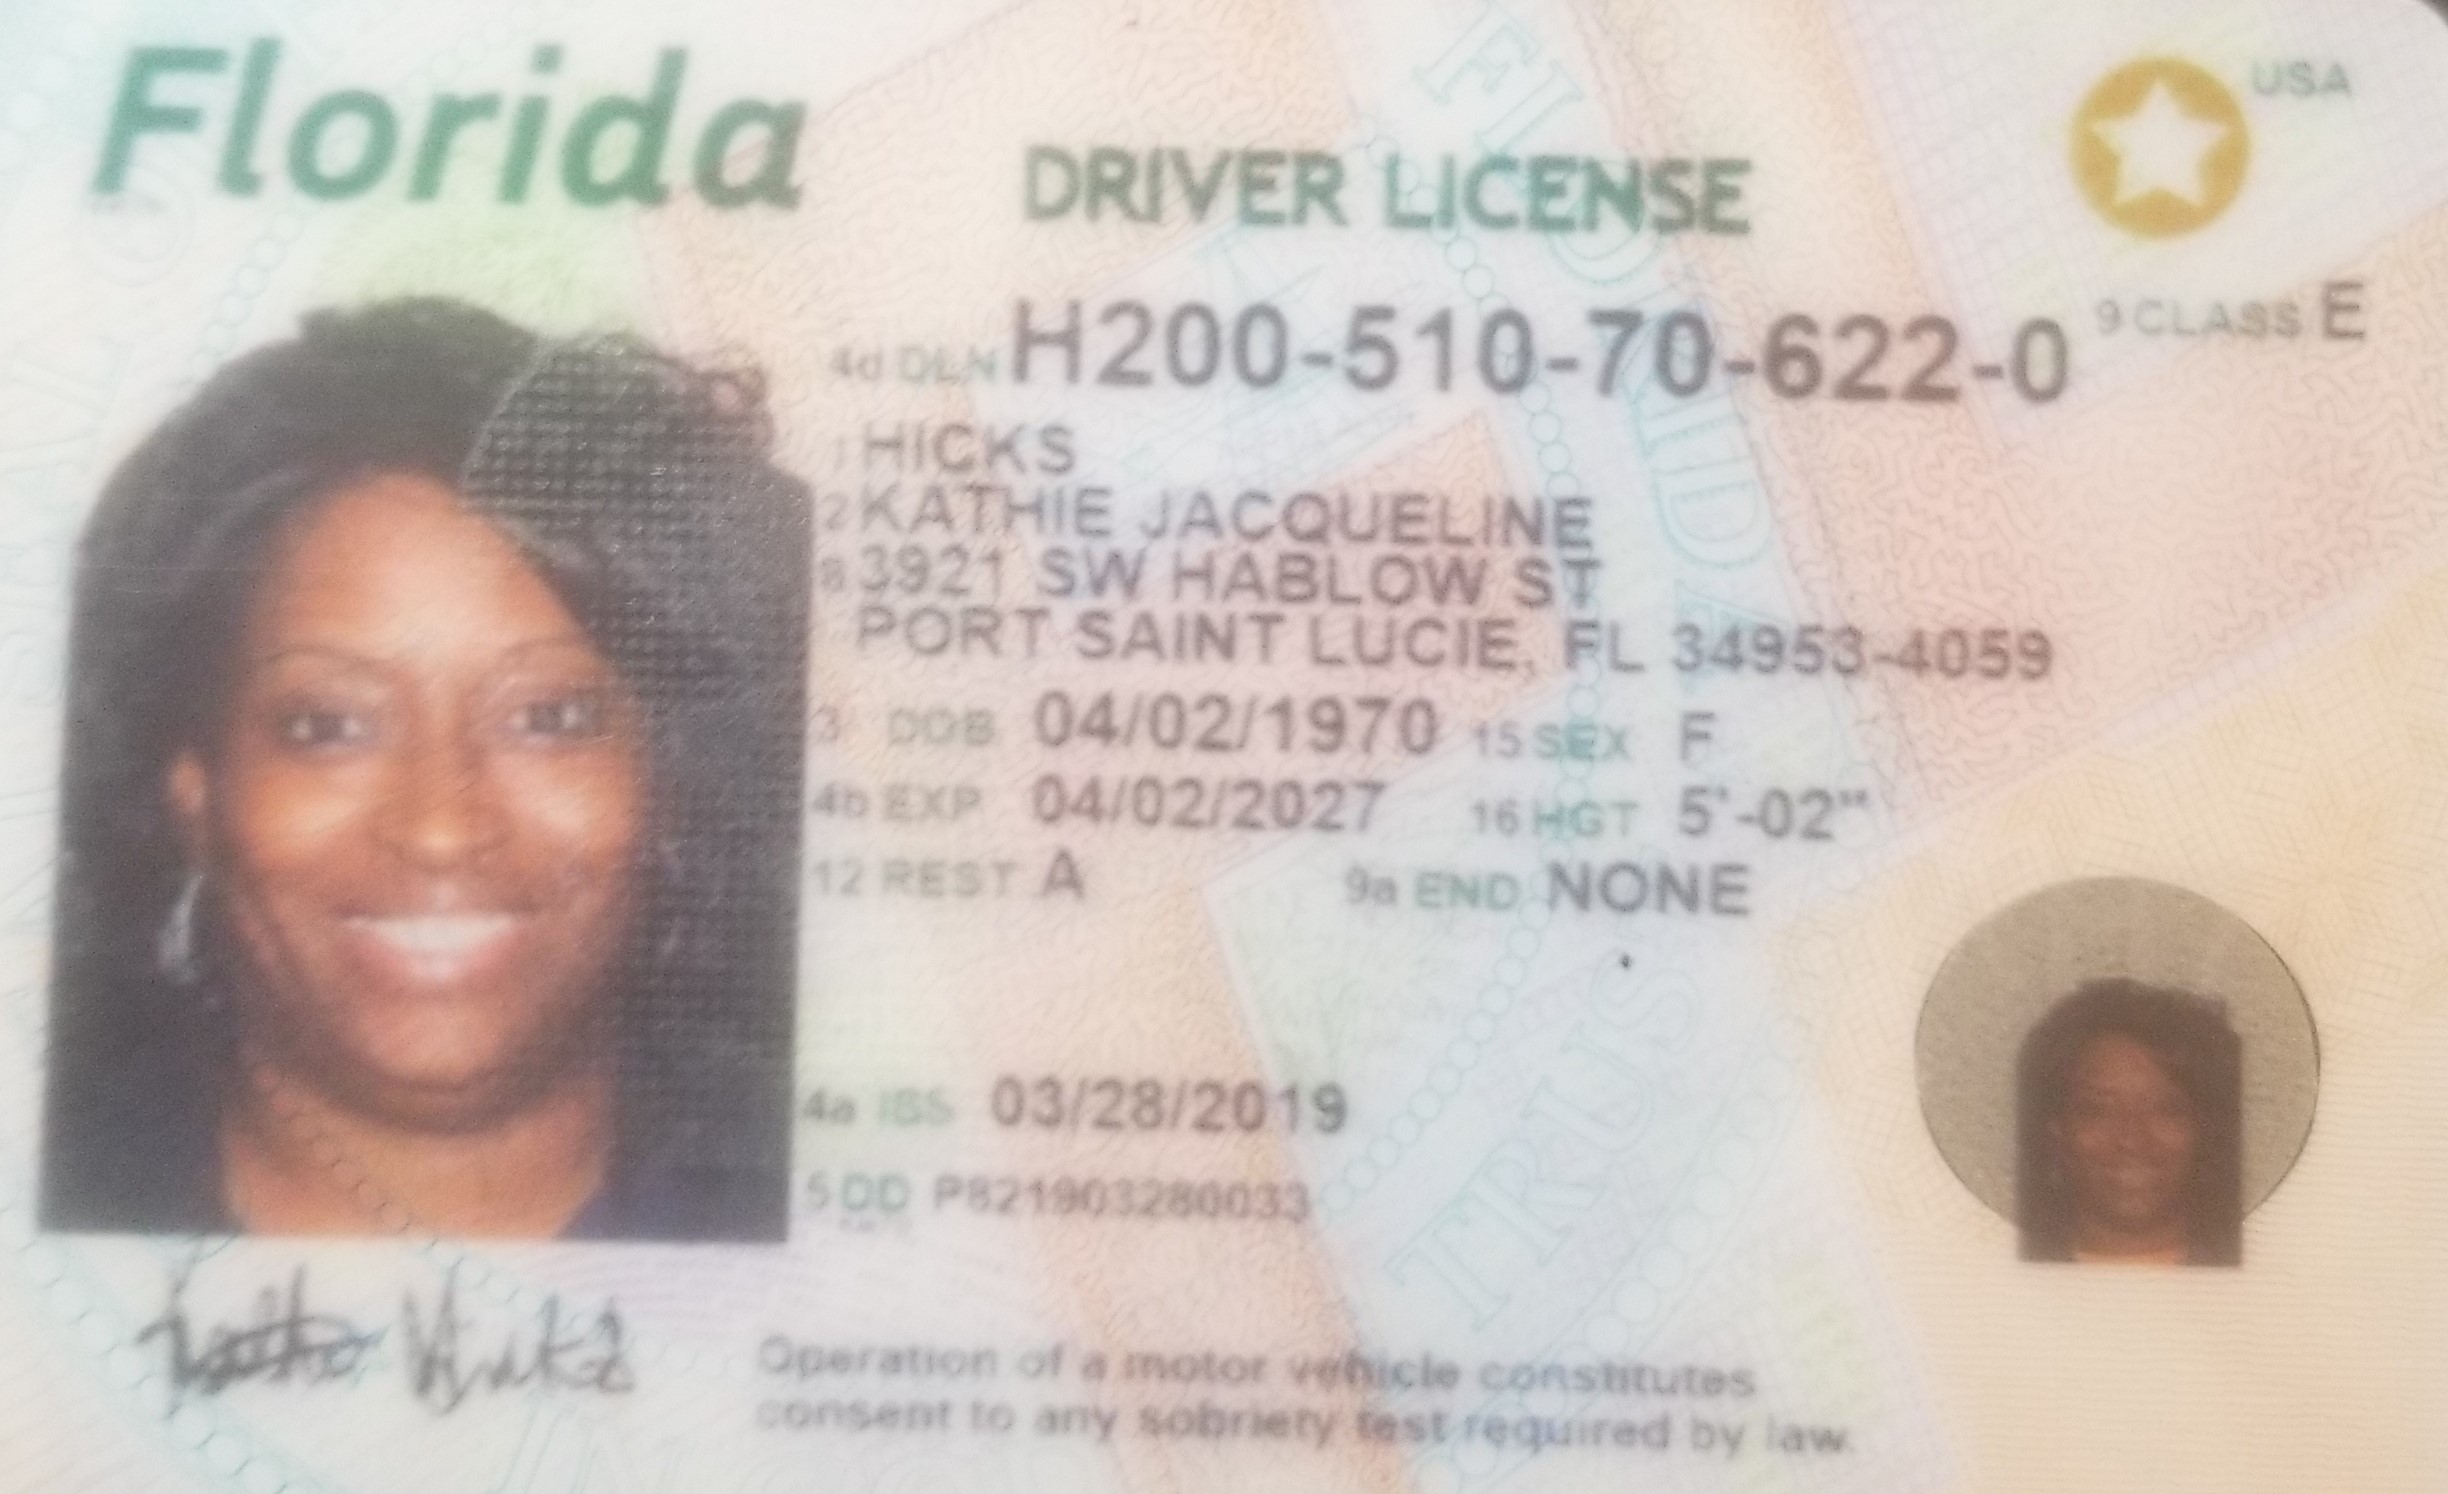 Florida DRIVER LICENSE USA
4d DLN H200-510-70-622-0 9 CLASS E
1 HICKS
2 KATHIE JACQUELINE
8 3921 SW HABLOW ST
PORT SAINT LUCIE, FL 34953-4059
3 DOB 04/02/1970 15 SEX F
4b EXP 04/02/2027 16 HGT 5'-02"
12 REST A 9a END NONE
4a ISS 03/28/2019
5 DD P821903280033
Operation of a motor vehicle constitutes
consent to any sobriety test required by law.